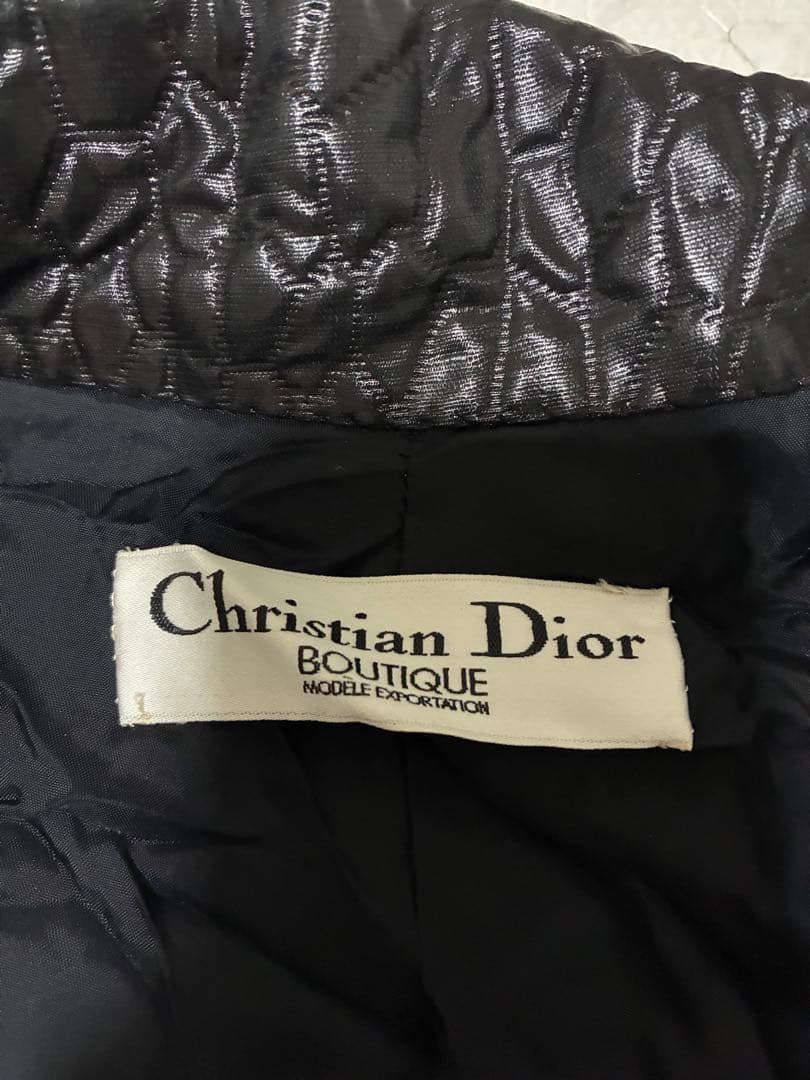 Christian Dior
BOUTIQUE
MODÈLE EXPORTATION